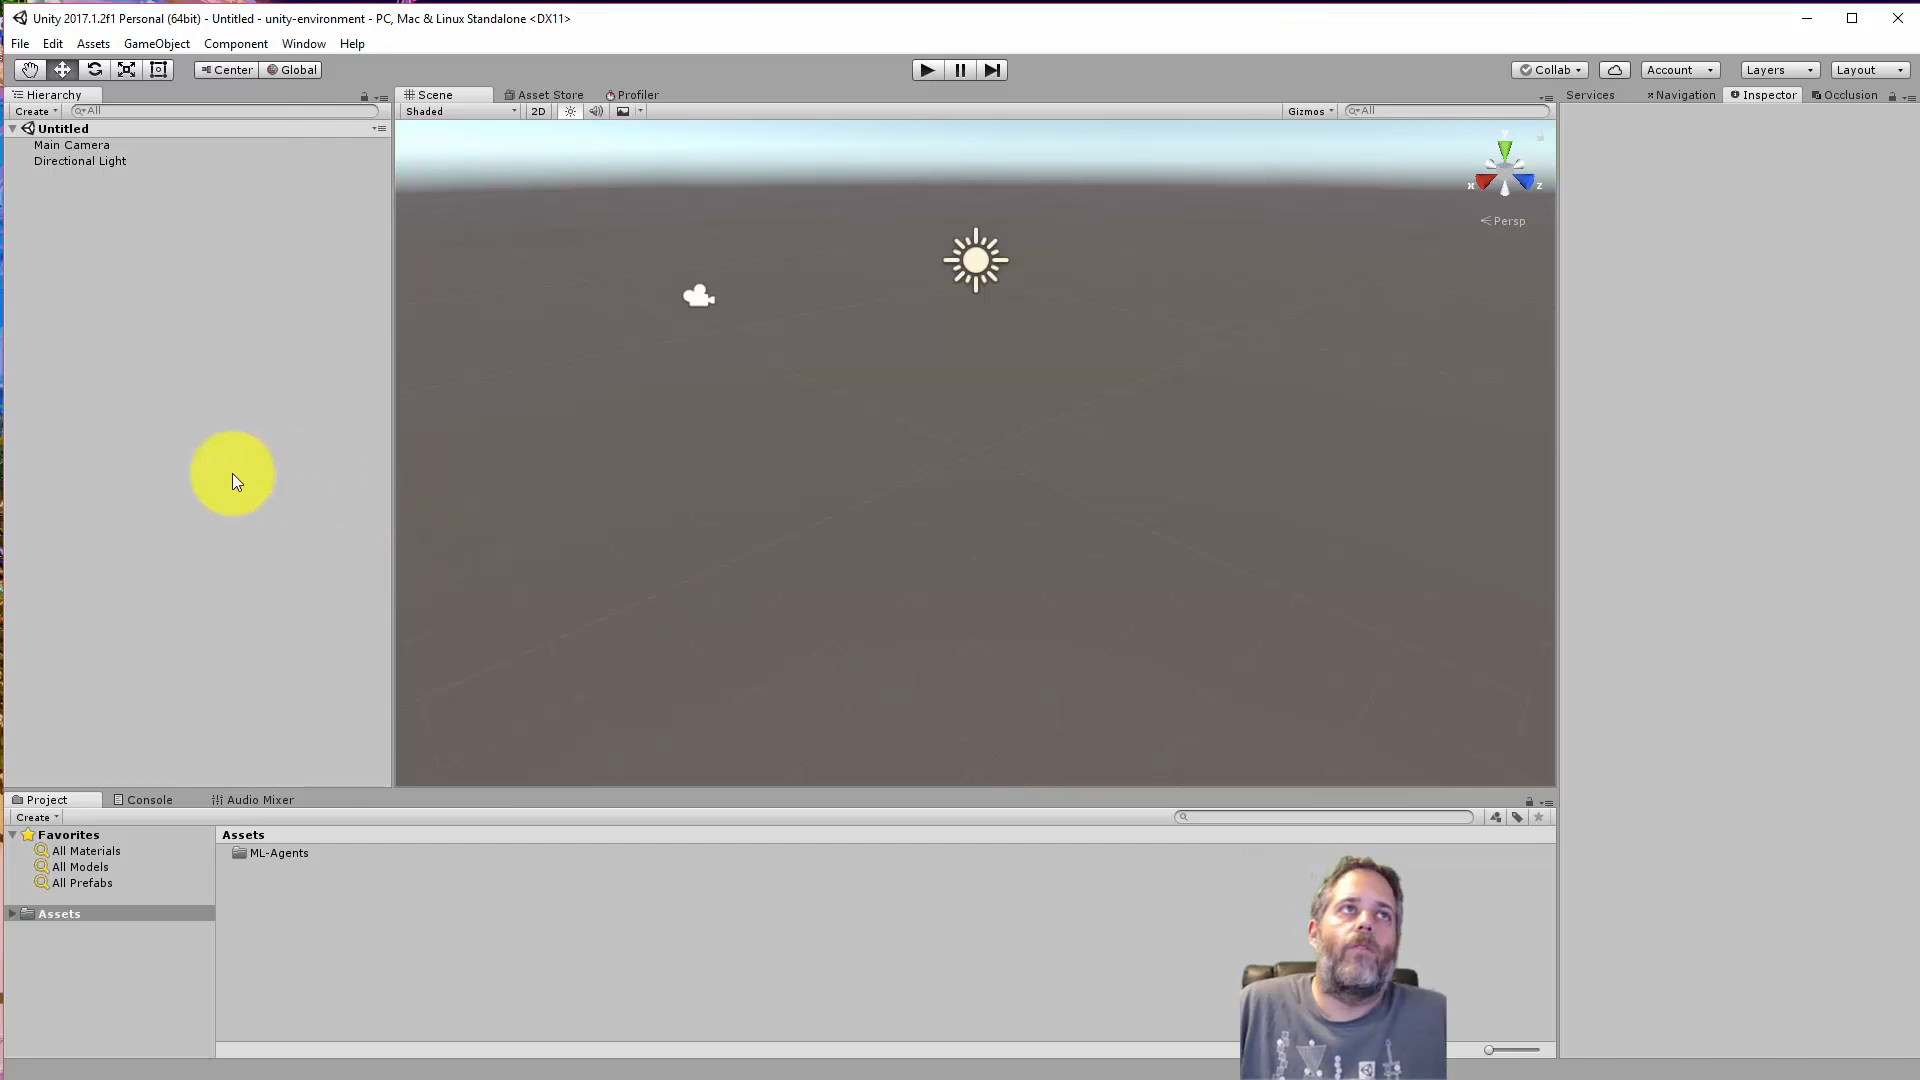 Unity 2017.1.2f1 Personal (64bit) - Untitled - unity-environment - PC, Mac & Linux Standalone <DX11>
File Edit Assets GameObject Component Window Help
Center Global Collab Account Layers Layout
Hierarchy Scene Asset Store Profiler Services Navigation Inspector Occlusion
Create All Shaded 2D Gizmos All
Untitled
Main Camera
Directional Light
y
x z
Persp
Project Console Audio Mixer
Create
Favorites Assets
All Materials ML-Agents
All Models
All Prefabs
Assets